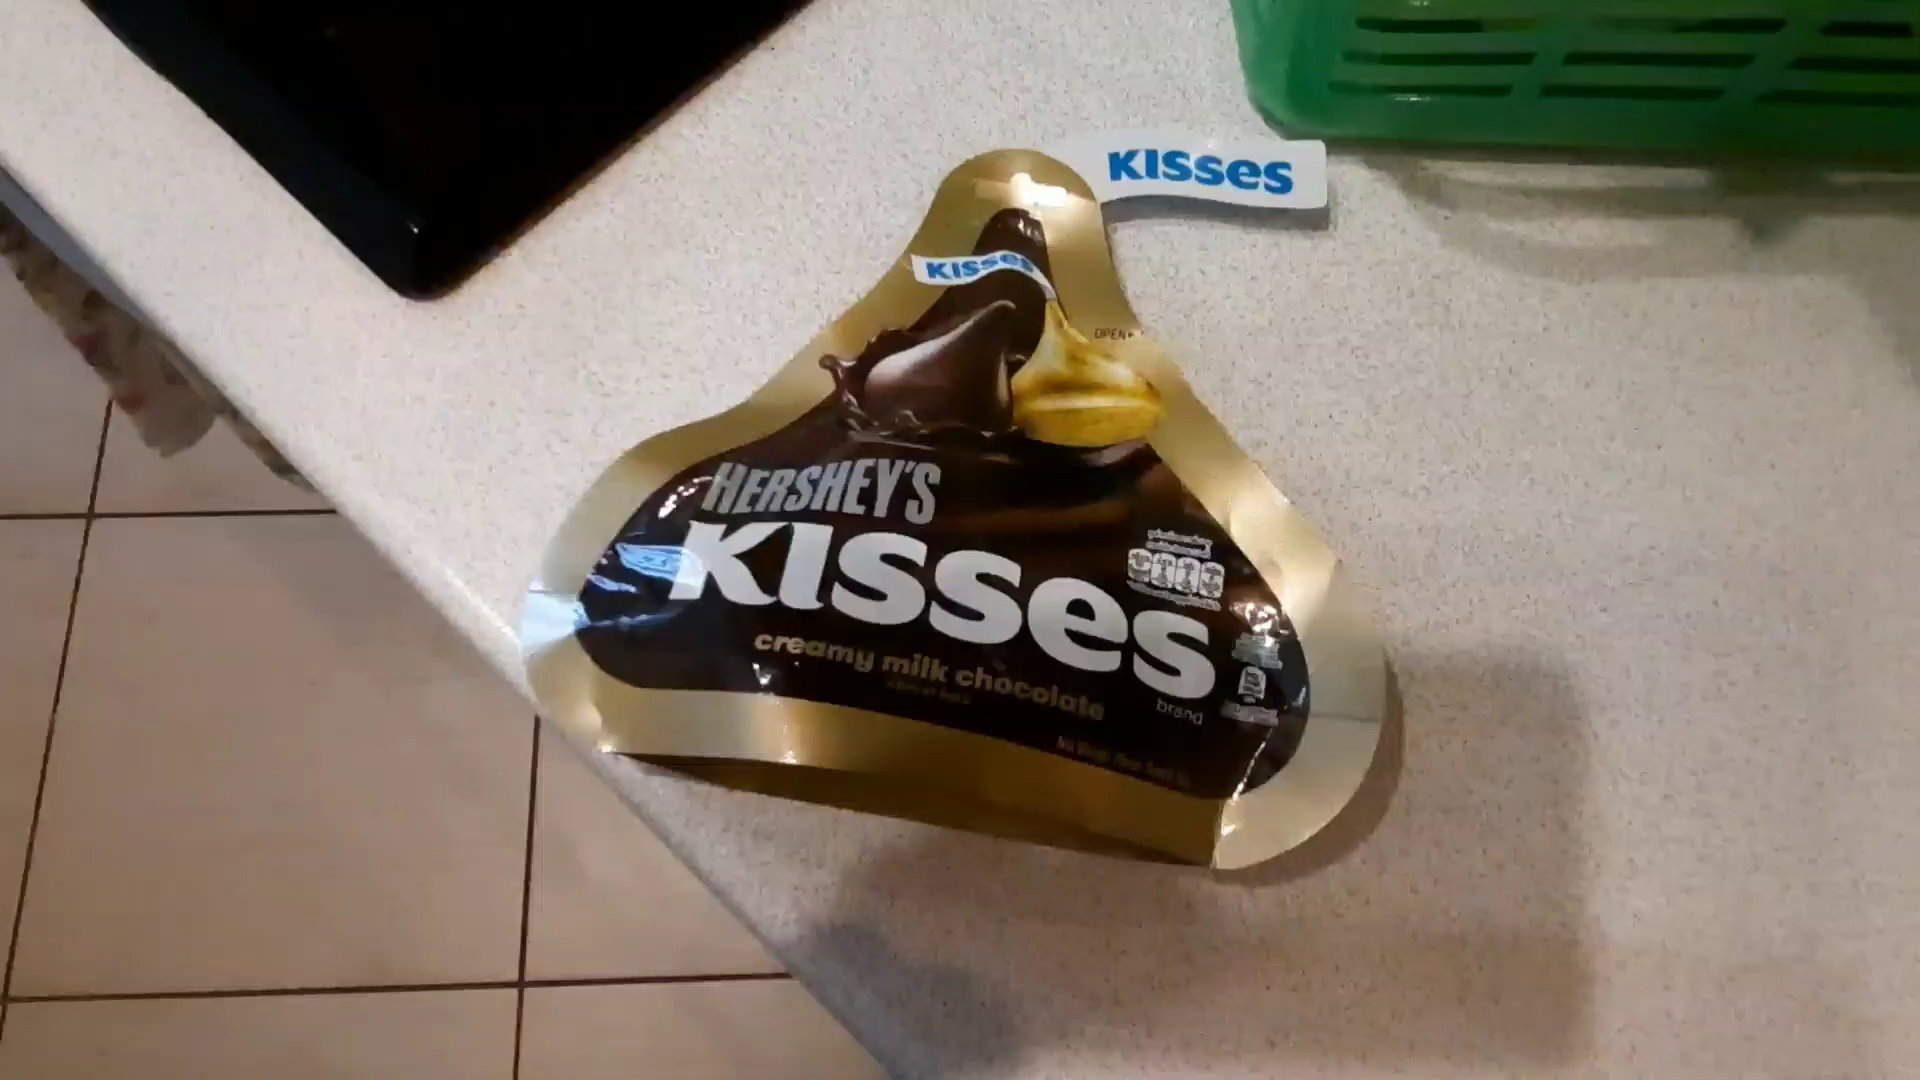 KISSES
KISSES
OPEN
HERSHEY'S
KISSES
creamy milk chocolate
brand